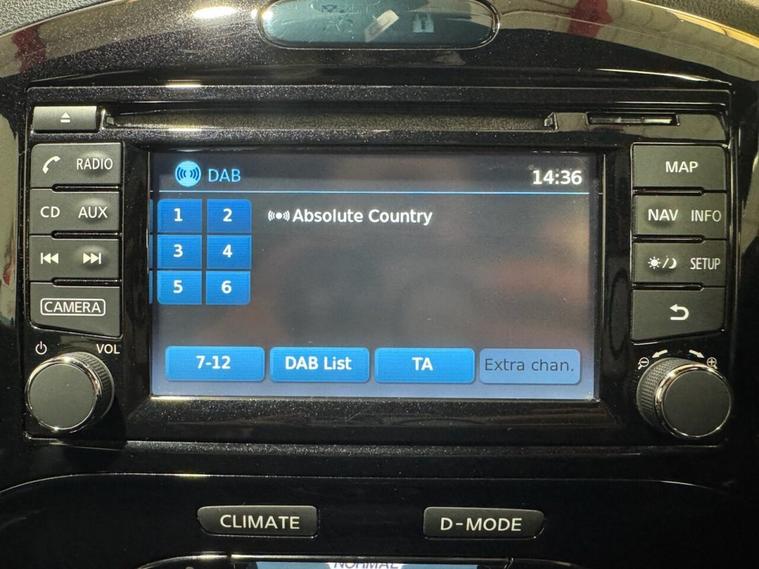 RADIO
CD AUX
CAMERA
VOL
DAB 14:36
1 2 Absolute Country
3 4
5 6
7-12 DAB List TA Extra chan.
MAP
NAV INFO
SETUP
CLIMATE D-MODE
NORMAL